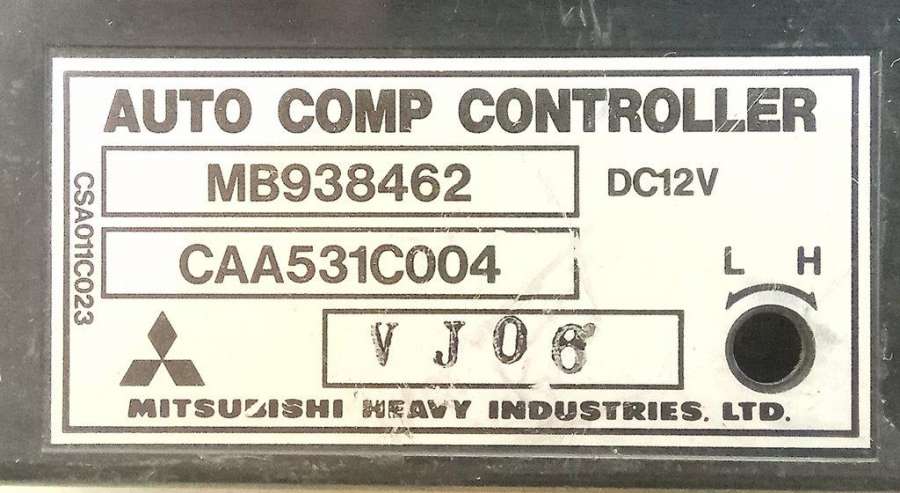 AUTO COMP CONTROLLER
MB938462
DC12V
CAA531C004
CSA011C023
L H
VJ06
MITSUBISHI HEAVY INDUSTRIES, LTD.